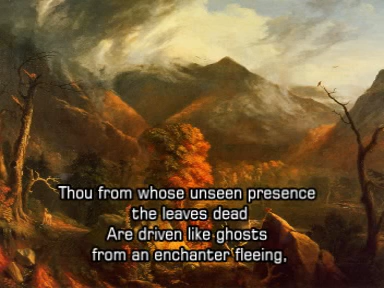 Thou from whose unseen presence
the leaves dead
Are driven like ghosts
from an enchanter fleeing,